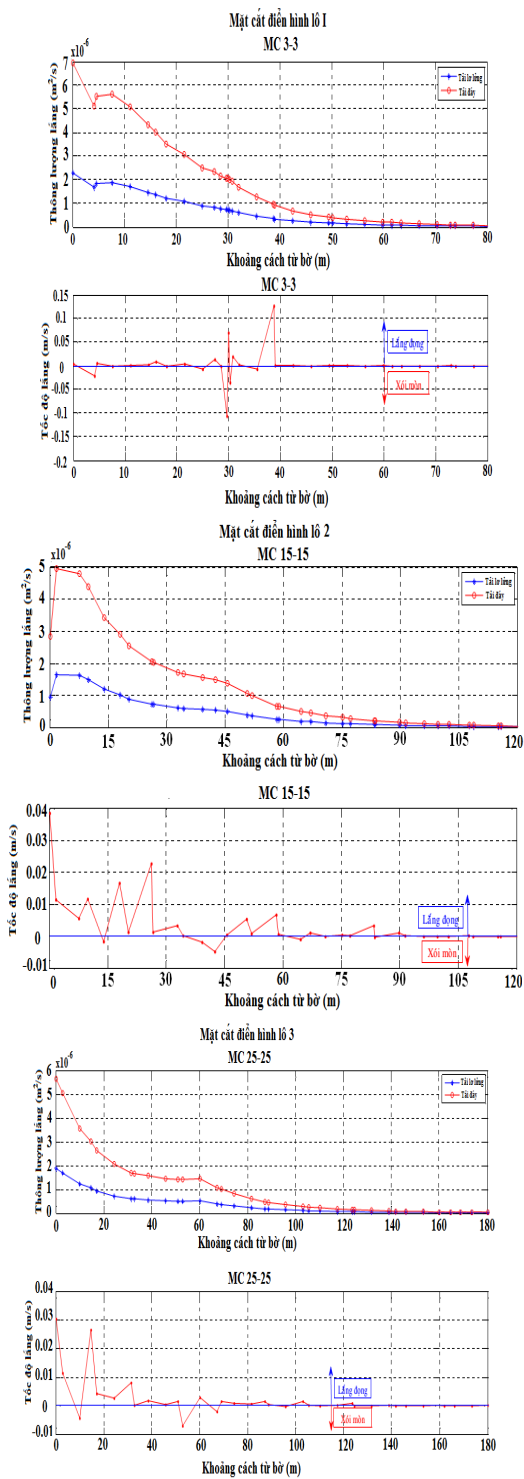 Mặt cắt điển hình lô I
MC 3-3
x10⁻⁶
Thông lượng lắng (m²/s)
7
6
5
4
3
2
1
0
Tải lơ lửng
Tải đáy
0 10 20 30 40 50 60 70 80
Khoảng cách từ bờ (m)
MC 3-3
Tốc độ lắng (m/s)
0.15
0.10
0.05
0
-0.05
-0.1
-0.15
-0.2
Lắng đọng
Xói mòn
0 10 20 30 40 50 60 70 80
Khoảng cách từ bờ (m)
Mặt cắt điển hình lô 2
MC 15-15
x10⁻⁶
Thông lượng lắng (m²/s)
5
4
3
2
1
0
Tải lơ lửng
Tải đáy
0 15 30 45 60 75 90 105 120
Khoảng cách từ bờ (m)
MC 15-15
Tốc độ lắng (m/s)
0.04
0.03
0.02
0.01
0
-0.01
Lắng đọng
Xói mòn
0 15 30 45 60 75 90 105 120
Khoảng cách từ bờ (m)
Mặt cắt điển hình lô 3
MC 25-25
x10⁻⁶
Thông lượng lắng (m²/s)
6
5
4
3
2
1
0
Tải lơ lửng
Tải đáy
0 20 40 60 80 100 120 140 160 180
Khoảng cách từ bờ (m)
MC 25-25
Tốc độ lắng (m/s)
0.04
0.03
0.02
0.01
0
-0.01
Lắng đọng
Xói mòn
0 20 40 60 80 100 120 140 160 180
Khoảng cách từ bờ (m)